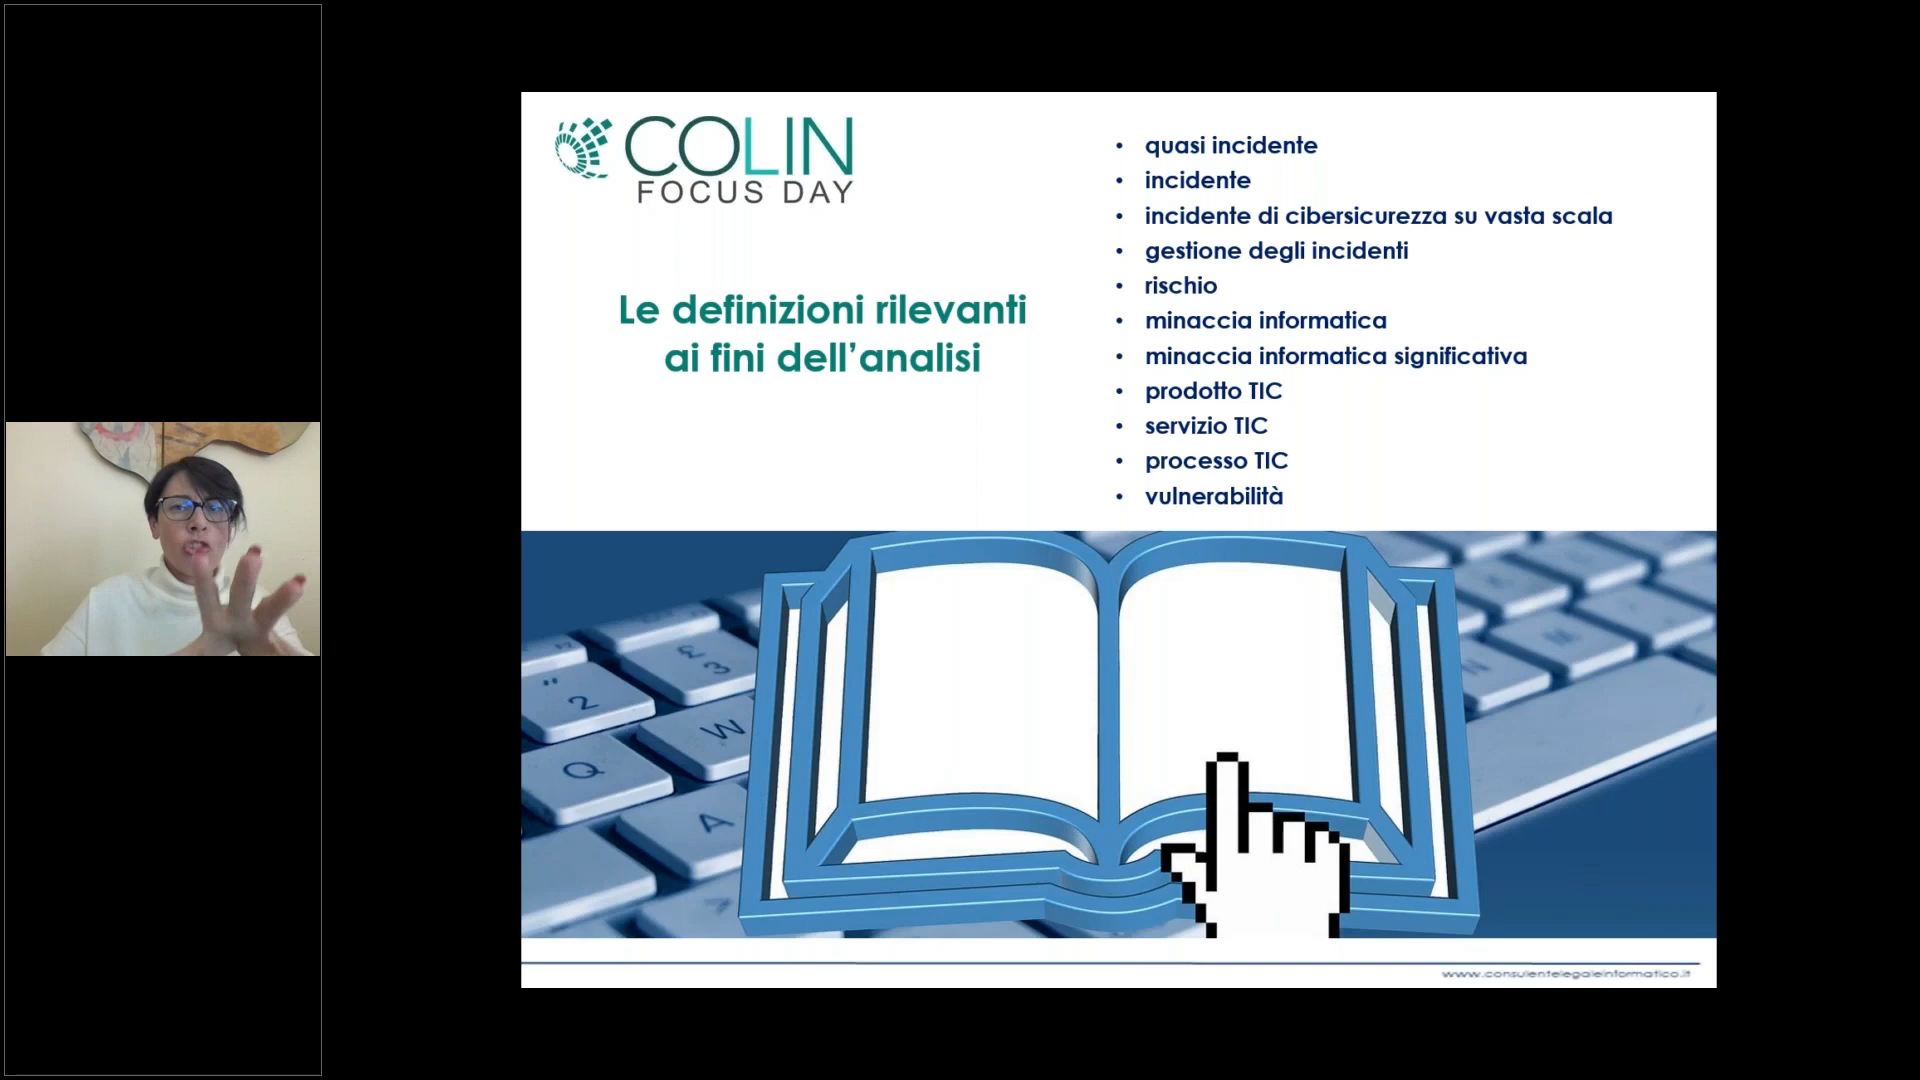 COLIN
FOCUS DAY
Le definizioni rilevanti
ai fini dell’analisi
• quasi incidente
• incidente
• incidente di cibersicurezza su vasta scala
• gestione degli incidenti
• rischio
• minaccia informatica
• minaccia informatica significativa
• prodotto TIC
• servizio TIC
• processo TIC
• vulnerabilità
£
3
"
2
W
Q
A
N
www.consulentelegaleinformatico.it